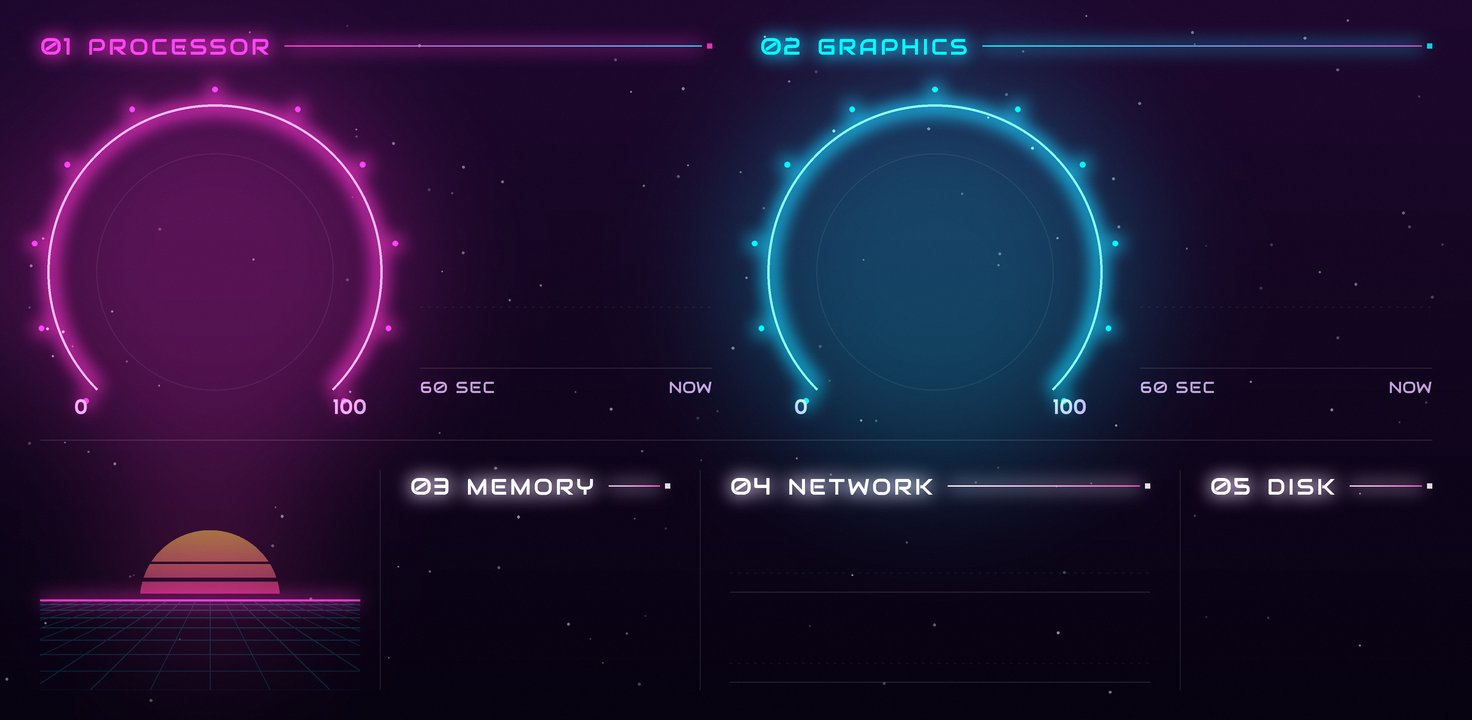 01 PROCESSOR
02 GRAPHICS
60 SEC
NOW
60 SEC
NOW
0
100
0
100
03 MEMORY
04 NETWORK
05 DISK